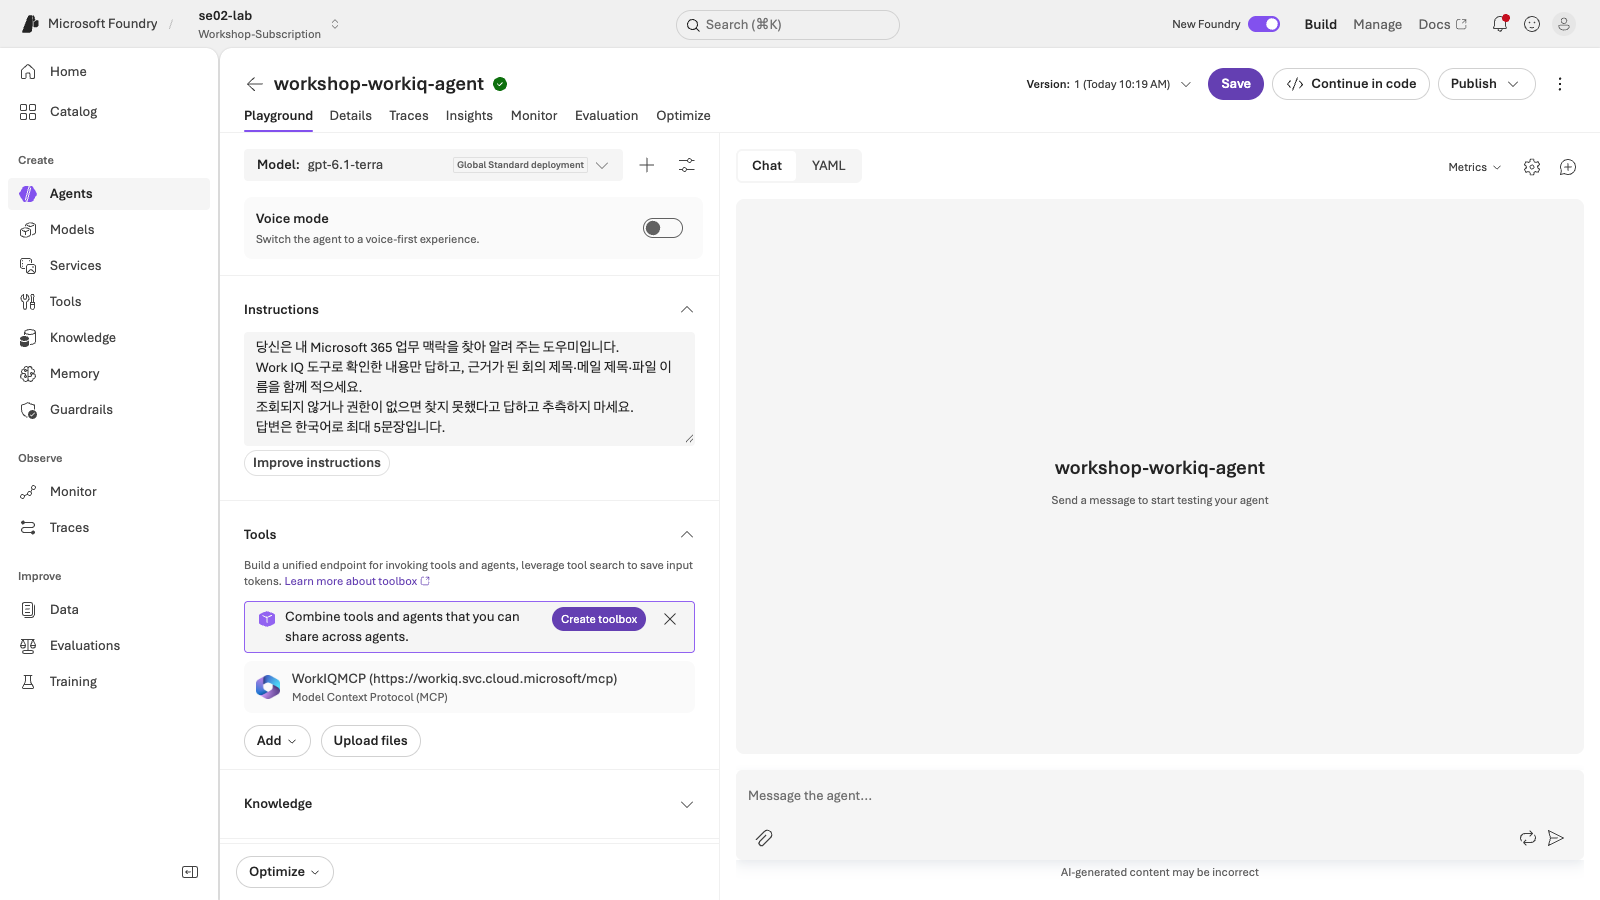 Microsoft Foundry
/
se02-lab
Workshop-Subscription
Search (⌘K)
New Foundry
Build
Manage
Docs
Home
Catalog
Create
Agents
Models
Services
Tools
Knowledge
Memory
Guardrails
Observe
Monitor
Traces
Improve
Data
Evaluations
Training
workshop-workiq-agent
Version: 1 (Today 10:19 AM)
Save
Continue in code
Publish
Playground
Details
Traces
Insights
Monitor
Evaluation
Optimize
Model: gpt-6.1-terra
Global Standard deployment
Voice mode
Switch the agent to a voice-first experience.
Instructions
당신은 내 Microsoft 365 업무 맥락을 찾아 알려 주는 도우미입니다.
Work IQ 도구로 확인한 내용만 답하고, 근거가 된 회의 제목·메일 제목·파일 이
름을 함께 적으세요.
조회되지 않거나 권한이 없으면 찾지 못했다고 답하고 추측하지 마세요.
답변은 한국어로 최대 5문장입니다.
Improve instructions
Tools
Build a unified endpoint for invoking tools and agents, leverage tool search to save input
tokens. Learn more about toolbox
Combine tools and agents that you can
share across agents.
Create toolbox
WorkIQMCP (https://workiq.svc.cloud.microsoft/mcp)
Model Context Protocol (MCP)
Add
Upload files
Knowledge
Optimize
Chat
YAML
Metrics
workshop-workiq-agent
Send a message to start testing your agent
Message the agent...
AI-generated content may be incorrect